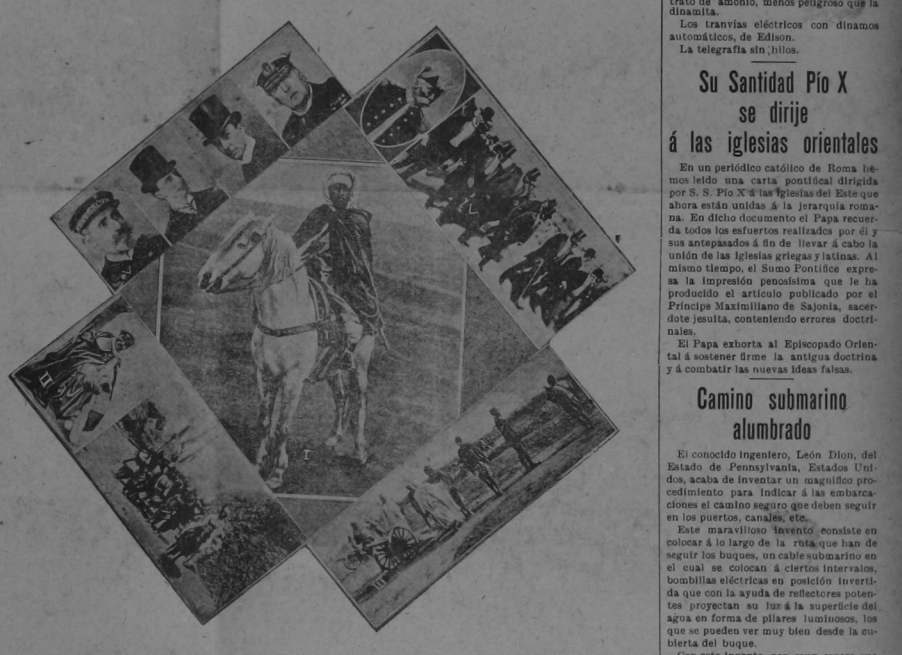 trato de amonio, menos peligroso que la
dinamita.
Los tranvías eléctricos con dinamos
automáticos, de Edison.
La telegrafía sin hilos.
Su Santidad Pío X
se dirije
á las iglesias orientales
En un periódico católico de Roma he-
mos leído una carta pontifical dirigida
por S. S. Pío X á las Iglesias del Este que
ahora están unidas á la jerarquía roma-
na. En dicho documento el Papa recuer-
da todos los esfuertos realizados por él y
sus antepasados á fin de llevar á cabo la
unión de las iglesias griegas y latinas. Al
mismo tiempo, el Sumo Pontífice expre-
sa la impresión penosísima que le ha
producido el artículo publicado por el
Príncipe Maximiliano de Sajonia, sacer-
dote jesuita, conteniendo errores doctri-
nales.
El Papa exhorta al Episcopado Orien-
tal á sostener firme la antigua doctrina
y á combatir las nuevas ideas falsas.
Camino submarino
alumbrado
El conocido ingeniero, León Dion, del
Estado de Pennsylvania, Estados Uni-
dos, acaba de inventar un magnífico pro-
cedimiento para indicar á las embarca-
ciones el camino seguro que deben seguir
en los puertos, canales, etc.
Este maravilloso invento consiste en
colocar á lo largo de la ruta que han de
seguir los buques, un cable submarino en
el cual se colocan á ciertos intervalos,
bombillas eléctricas en posición inverti-
da que con la ayuda de reflectores poten-
tes proyectan su luz á la superficie del
agua en forma de pilares luminosos, los
que se pueden ver muy bien desde la cu-
bierta del buque.
V
V
II
I
III